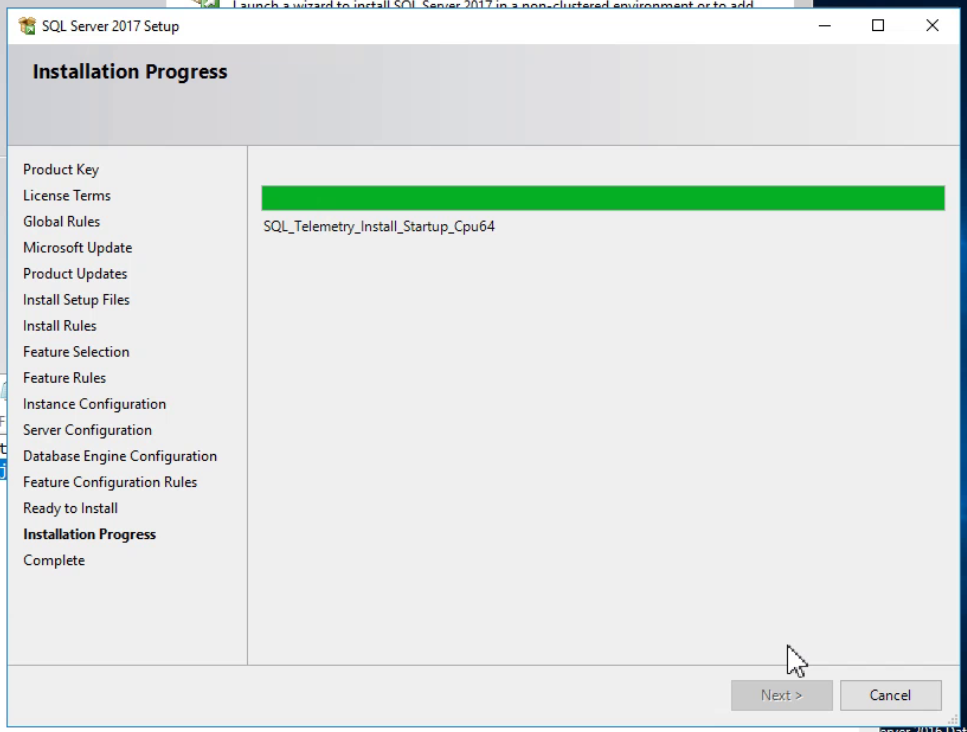 Launch a wizard to install SQL Server 2017 in a non-clustered environment or to add
SQL Server 2017 Setup
Installation Progress
Product Key
License Terms
Global Rules
Microsoft Update
Product Updates
Install Setup Files
Install Rules
Feature Selection
Feature Rules
Instance Configuration
Server Configuration
Database Engine Configuration
Feature Configuration Rules
Ready to Install
Installation Progress
Complete
SQL_Telemetry_Install_Startup_Cpu64
Next >
Cancel